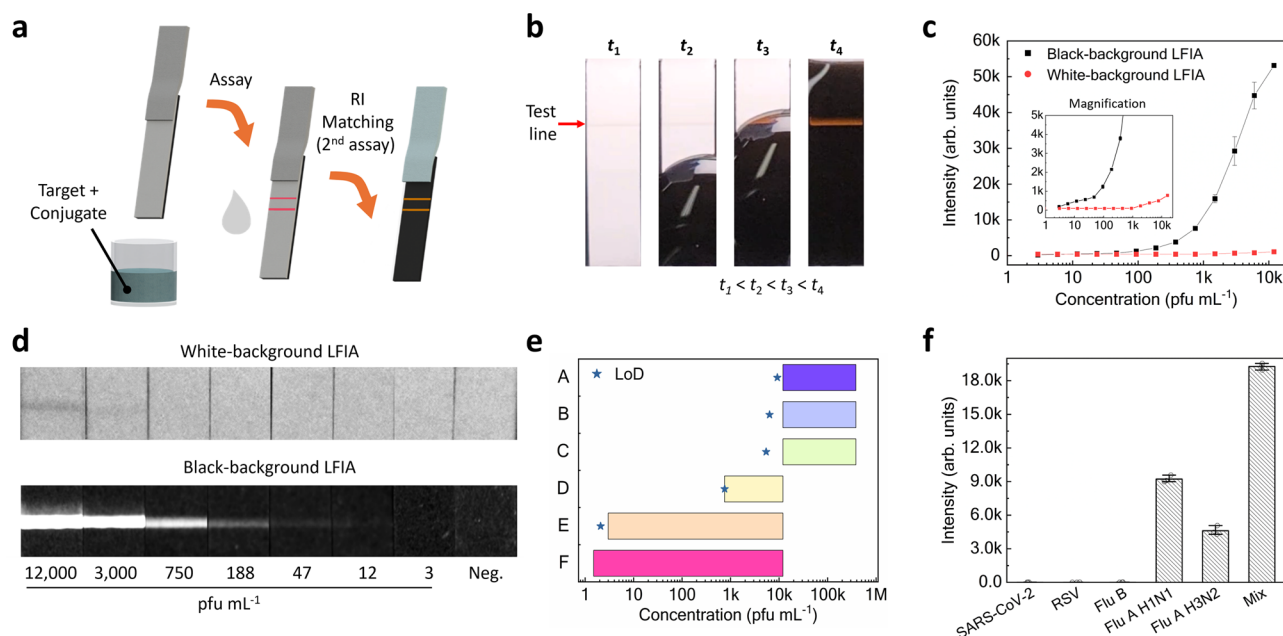 a
Assay
RI
Matching
(2nd assay)
Target +
Conjugate
b
t1 t2 t3 t4
Test
line
t1 < t2 < t3 < t4
c
60k
50k
40k
30k
20k
10k
0
Intensity (arb. units)
Black-background LFIA
White-background LFIA
Magnification
5k
4k
3k
2k
1k
0
1 10 100 1k 10k
1 10 100 1k 10k
Concentration (pfu mL-1)
d
White-background LFIA
Black-background LFIA
12,000 3,000 750 188 47 12 3 Neg.
pfu mL-1
e
LoD
A
B
C
D
E
F
1 10 100 1k 10k 100k 1M
Concentration (pfu mL-1)
f
18.0k
15.0k
12.0k
9.0k
6.0k
3.0k
0.0
Intensity (arb. units)
SARS-CoV-2
RSV
Flu B
Flu A H1N1
Flu A H3N2
Mix